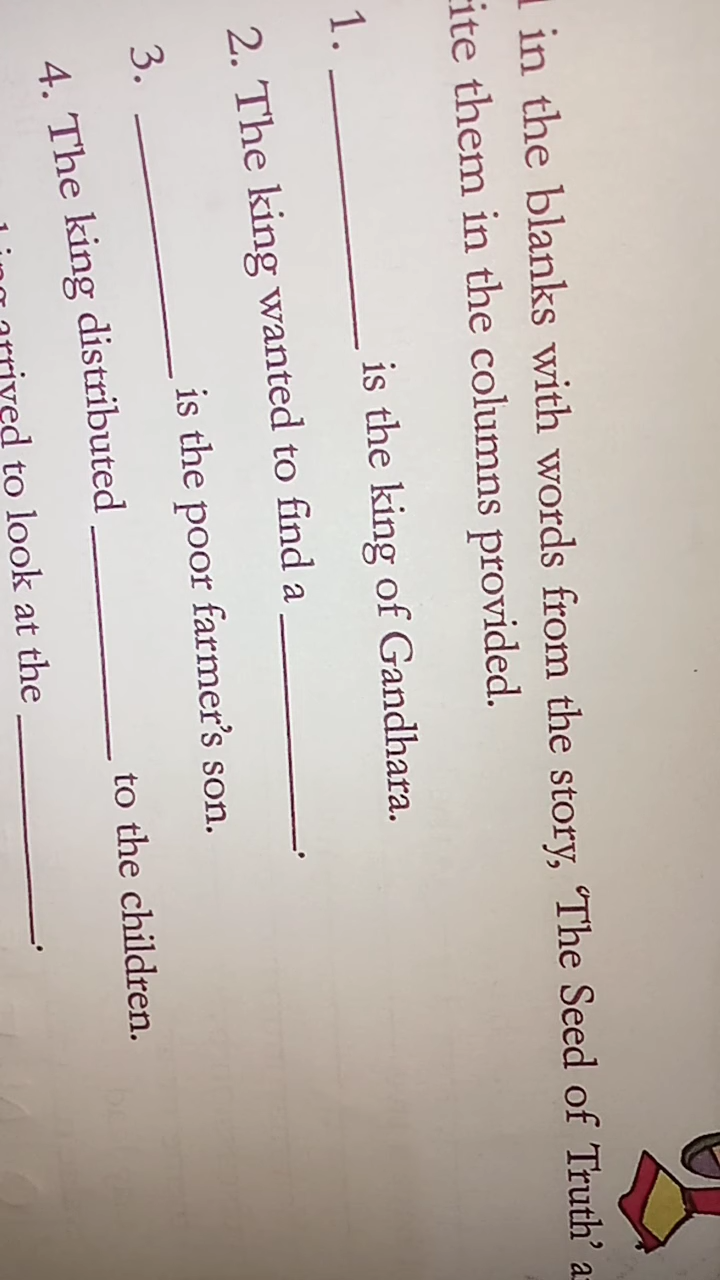 in the blanks with words from the story, 'The Seed of Truth'
them in the columns provided.
1. ________ is the king of Gandhara.
2. The king wanted to find a ________.
3. ________ is the poor farmer's son.
4. The king distributed ________ to the children.
arrived to look at the ________.